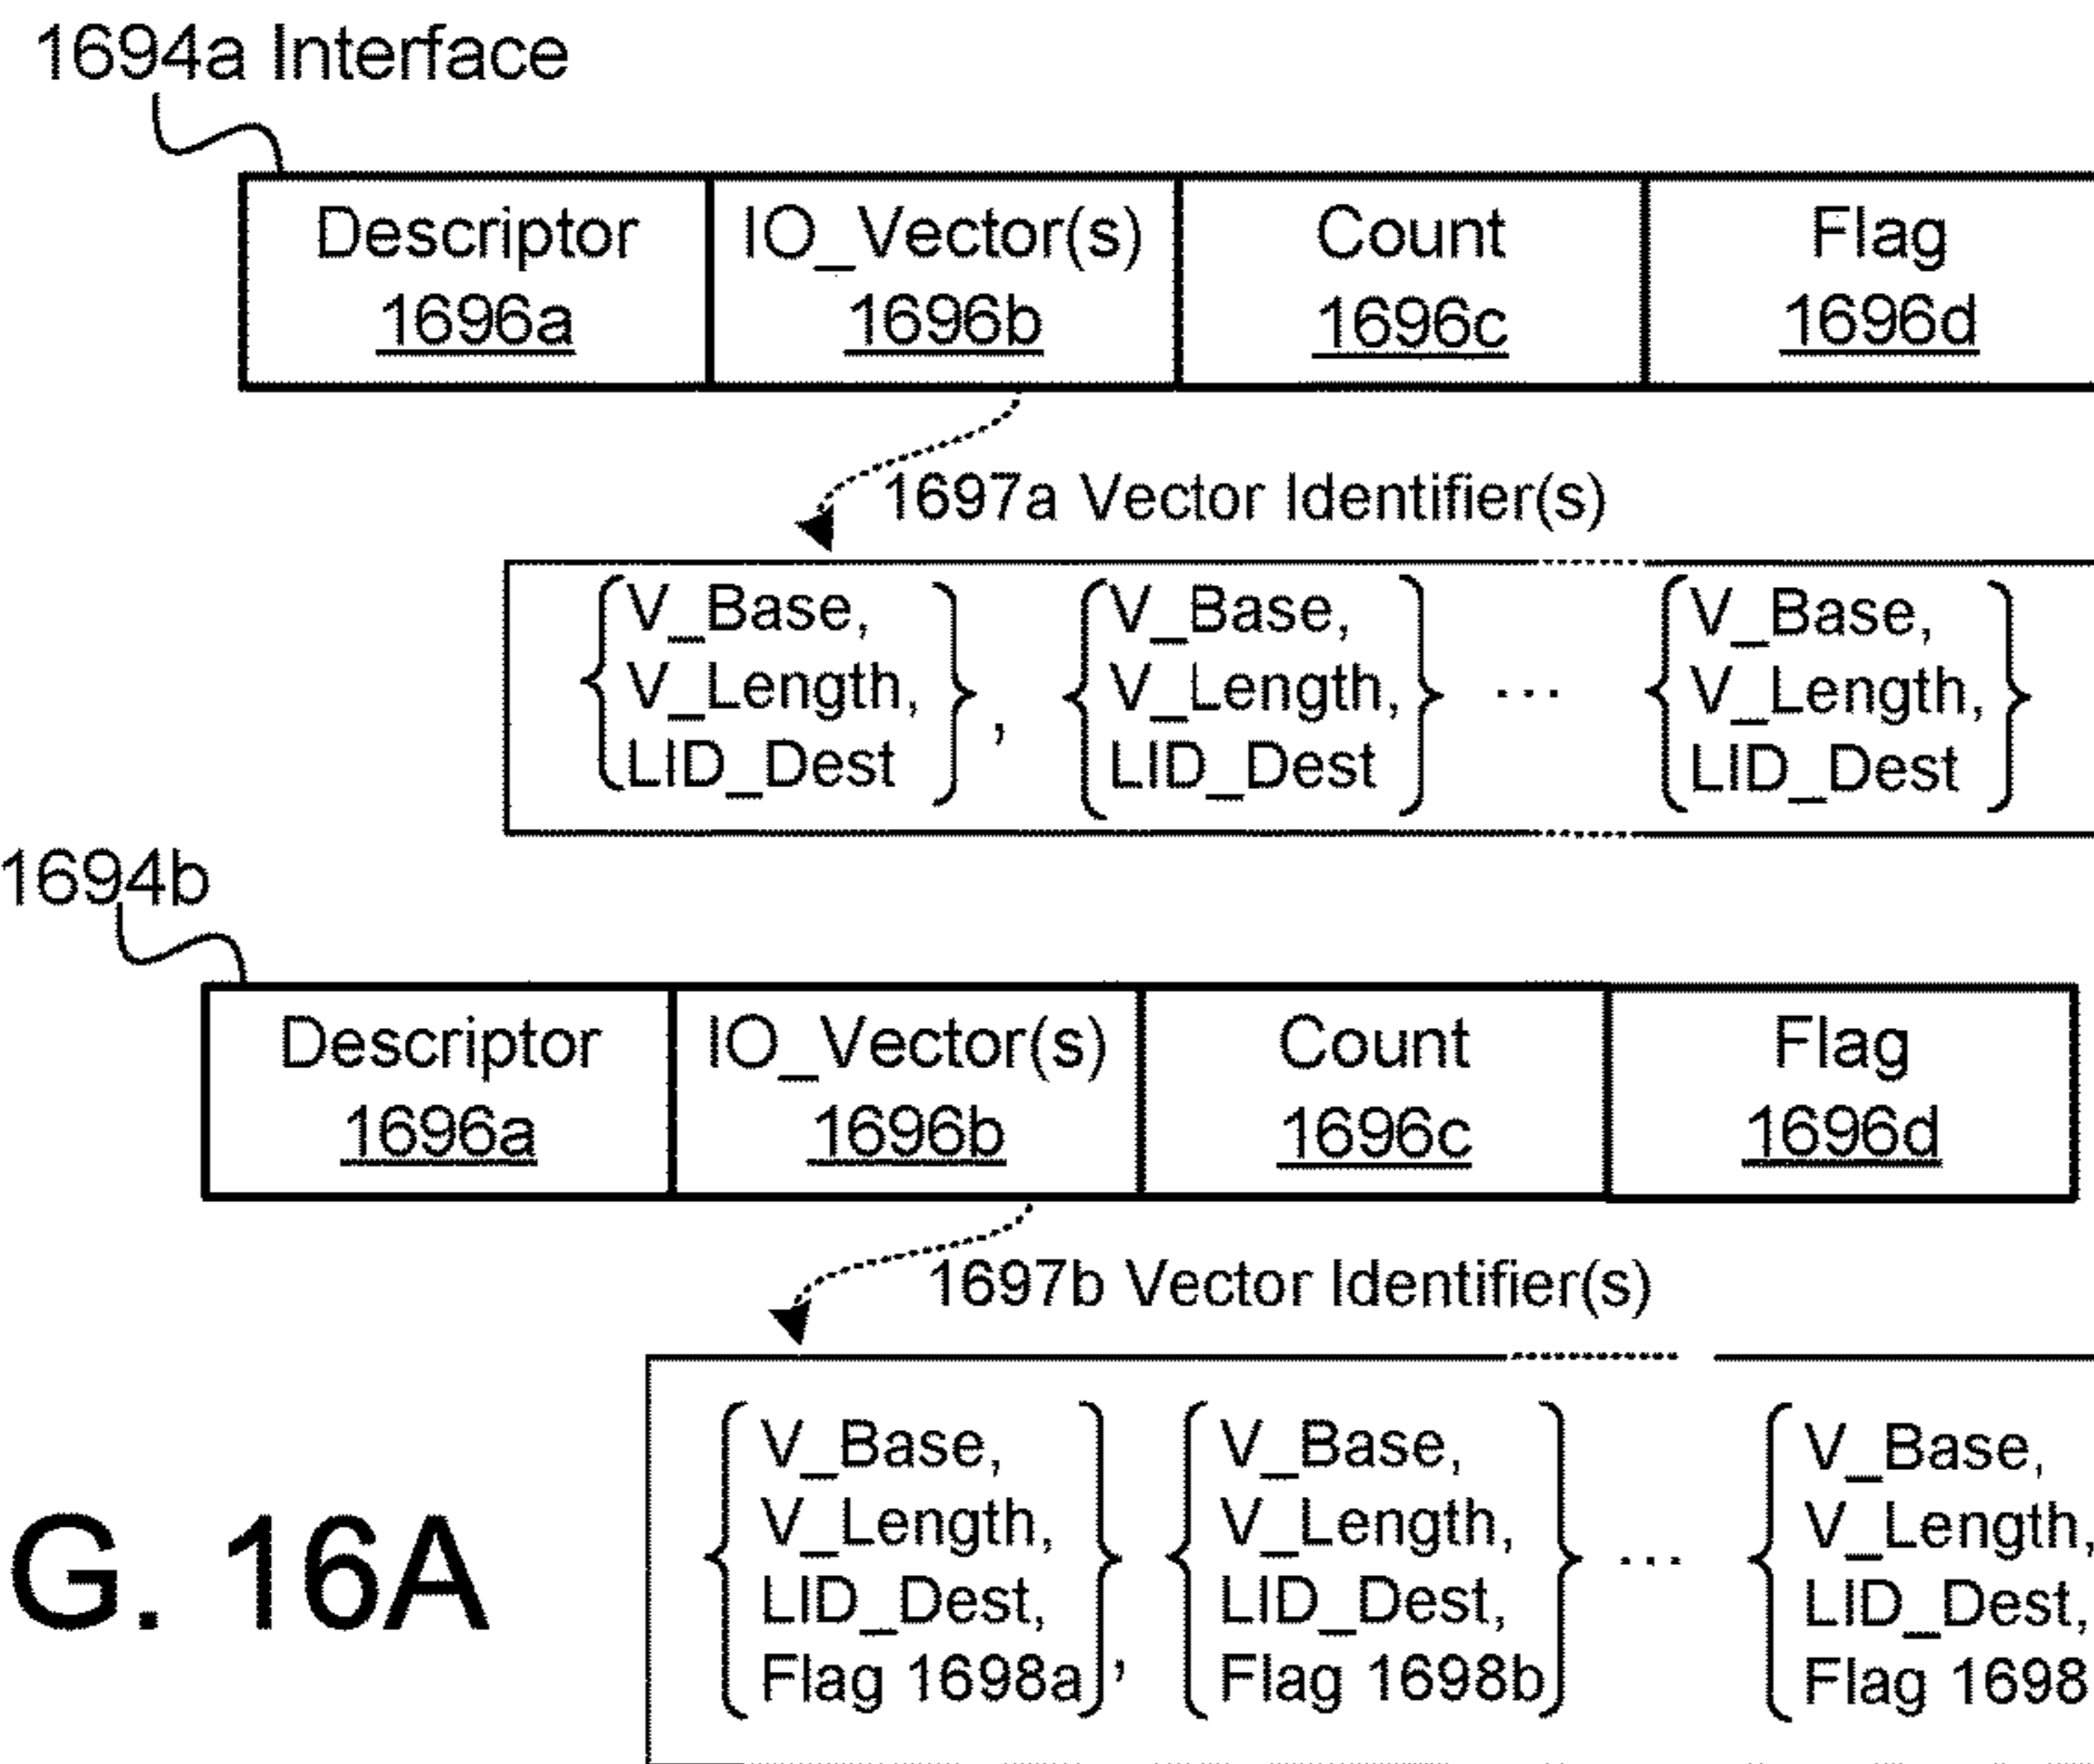 1694a Interface
Descriptor IO_Vector(s) Count Flag
1696a 1696b 1696c 1696d
1697a Vector Identifier(s)
{V_Base, {V_Base, {V_Base,
V_Length, V_Length, ... V_Length,
LID_Dest}, LID_Dest} LID_Dest}
1694b
Descriptor IO_Vector(s) Count Flag
1696a 1696b 1696c 1696d
1697b Vector Identifier(s)
{V_Base, {V_Base, {V_Base,
V_Length, V_Length, ... V_Length,
LID_Dest, LID_Dest, LID_Dest,
Flag 1698a}, Flag 1698b} Flag 1698
G. 16A